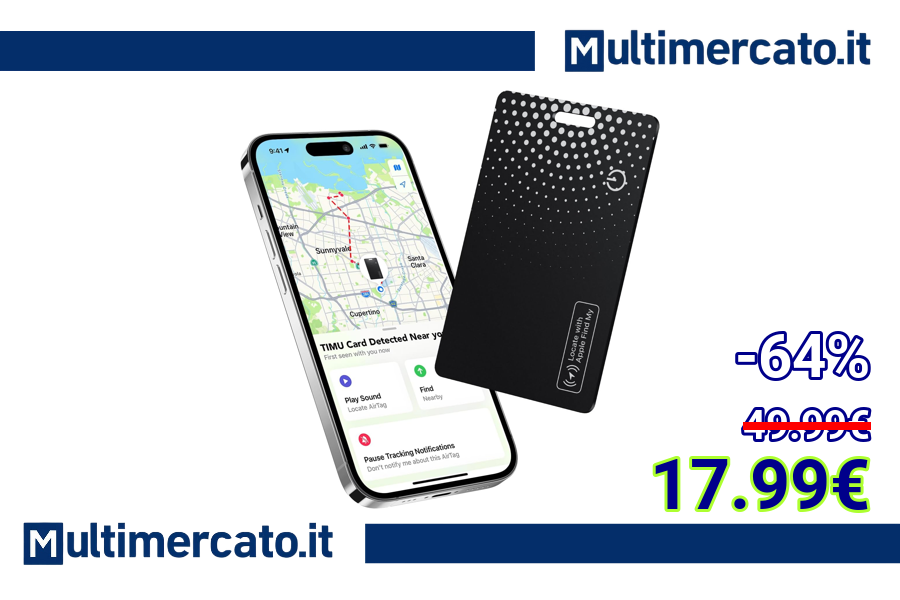 Multimercato.it
9:41
Mountain
View
Sunnyvale
Santa
Clara
Cupertino
TIMU Card Detected Near yo
First seen with you now
Play Sound
Locate AirTag
Find
Nearby
Pause Tracking Notifications
Don't notify me about this AirTag
Locate with
Apple Find My
-64%
49.99€
17.99€
Multimercato.it